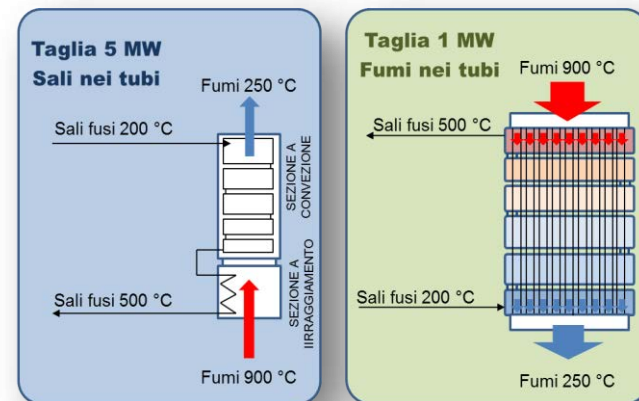 Taglia 5 MW
Sali nei tubi
Fumi 250 °C
Sali fusi 200 °C
SEZIONE A
CONVEZIONE
SEZIONE A
IIRRAGGIAMENTO
Sali fusi 500 °C
Fumi 900 °C
Taglia 1 MW
Fumi nei tubi
Fumi 900 °C
Sali fusi 500 °C
Sali fusi 200 °C
Fumi 250 °C